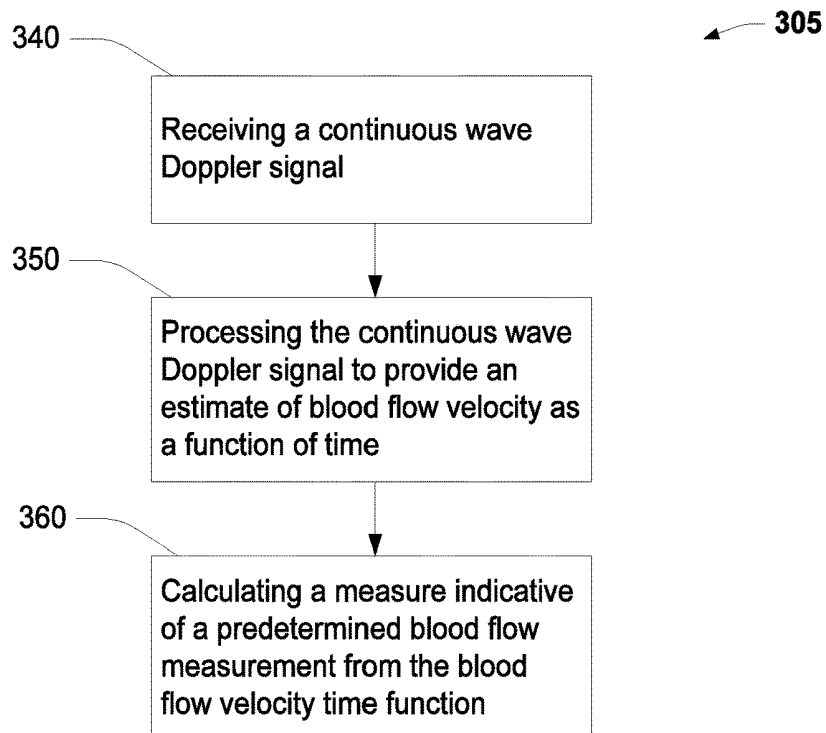 340
305
Receiving a continuous wave
Doppler signal
350
Processing the continuous wave
Doppler signal to provide an
estimate of blood flow velocity as
a function of time
360
Calculating a measure indicative
of a predetermined blood flow
measurement from the blood
flow velocity time function